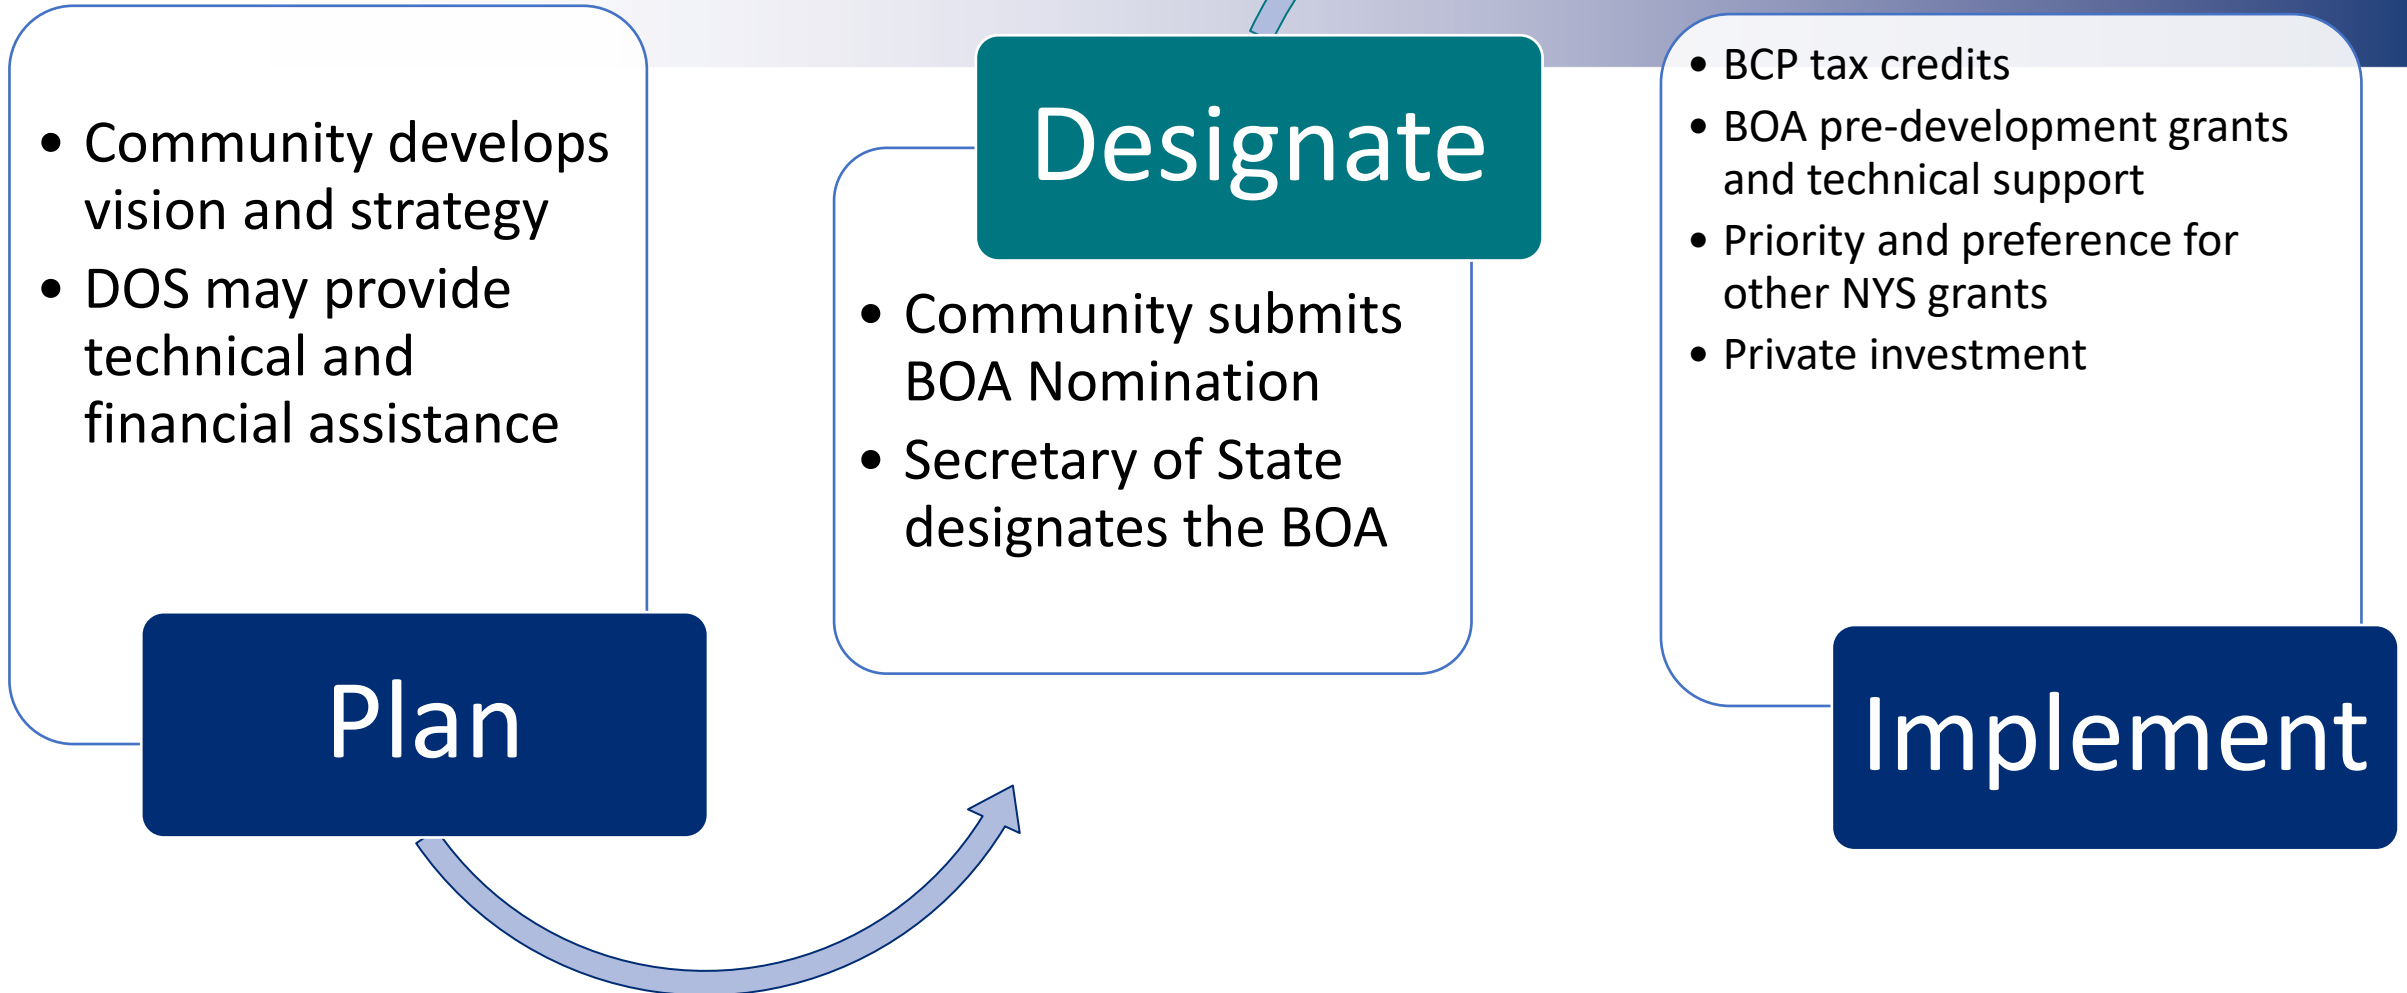 • Community develops
vision and strategy
• DOS may provide
technical and
financial assistance
Plan
Designate
• Community submits
BOA Nomination
• Secretary of State
designates the BOA
• BCP tax credits
• BOA pre-development grants
and technical support
• Priority and preference for
other NYS grants
• Private investment
Implement